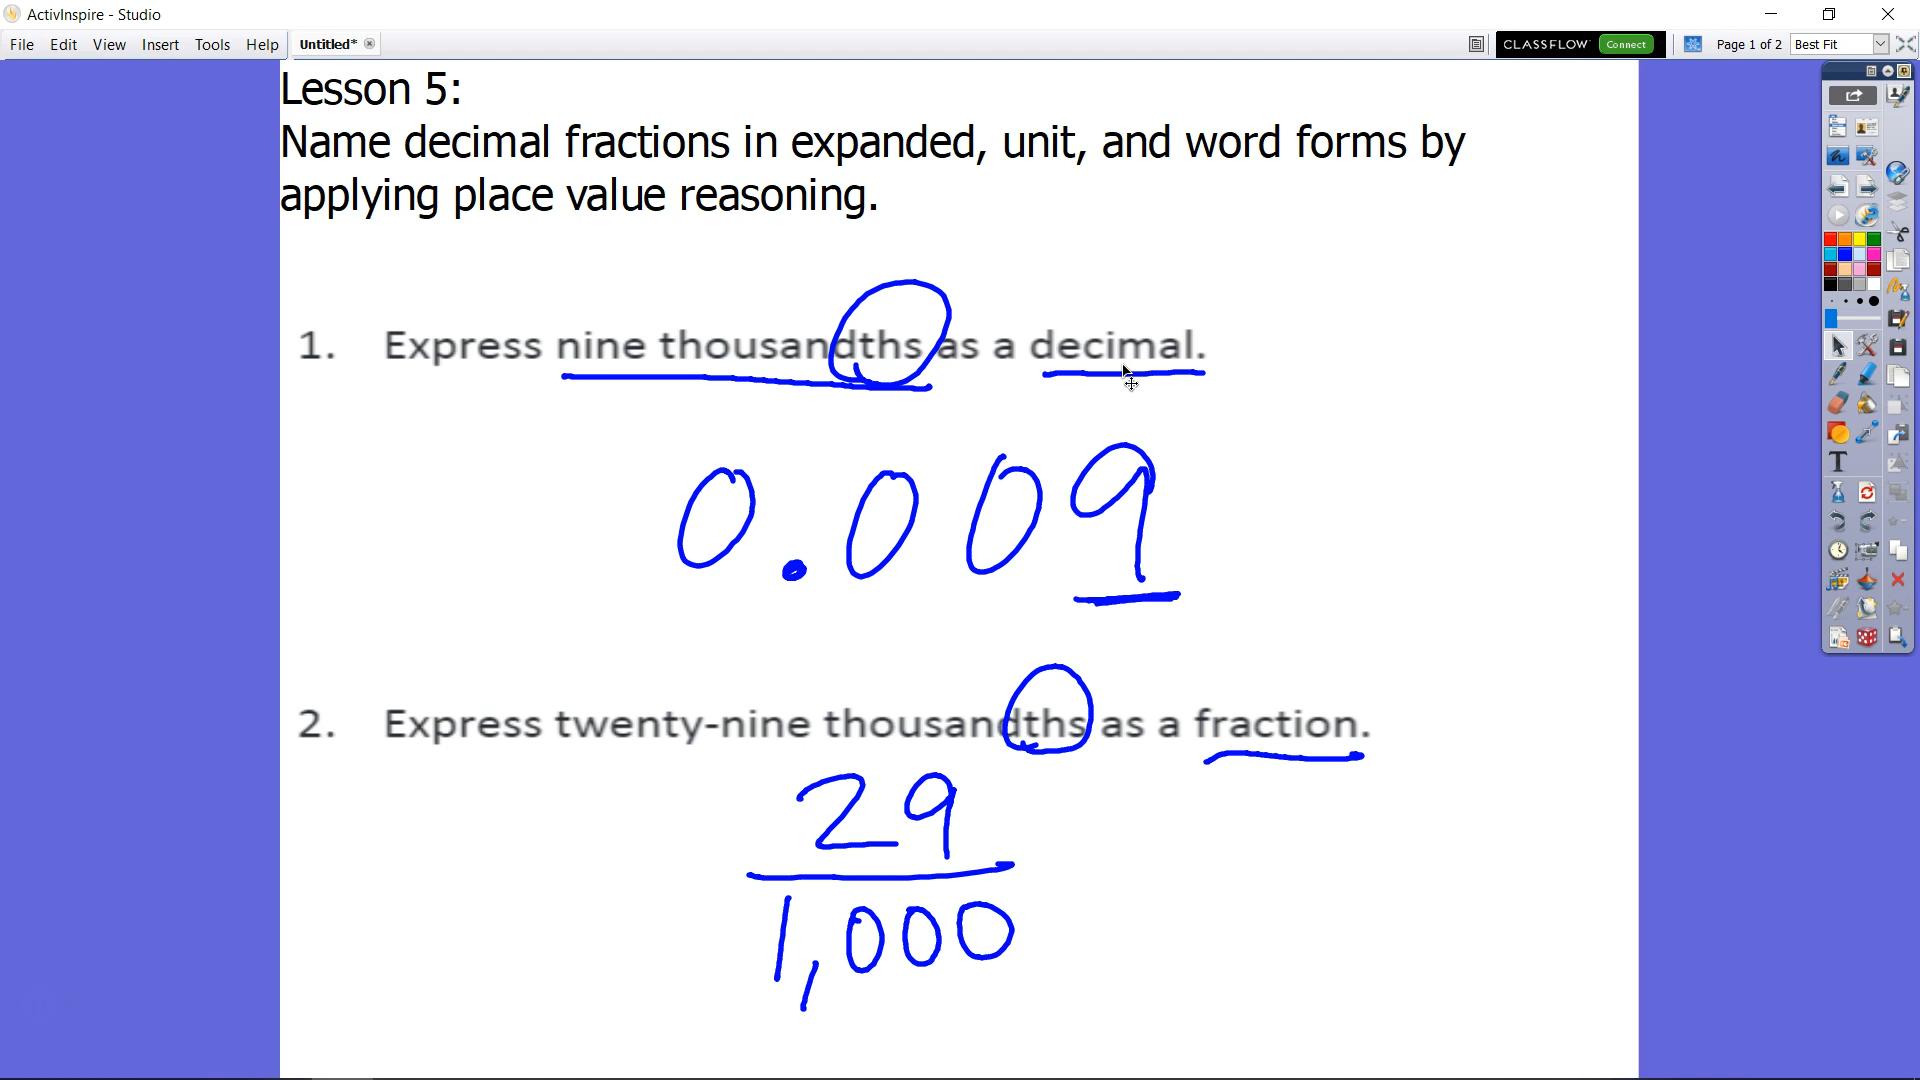 ActivInspire - Studio
File Edit View Insert Tools Help Untitled* CLASSFLOW Connect Page 1 of 2 Best Fit
Lesson 5:
Name decimal fractions in expanded, unit, and word forms by
applying place value reasoning.
1. Express nine thousandths as a decimal.
0.009
2. Express twenty-nine thousandths as a fraction.
29
1,000